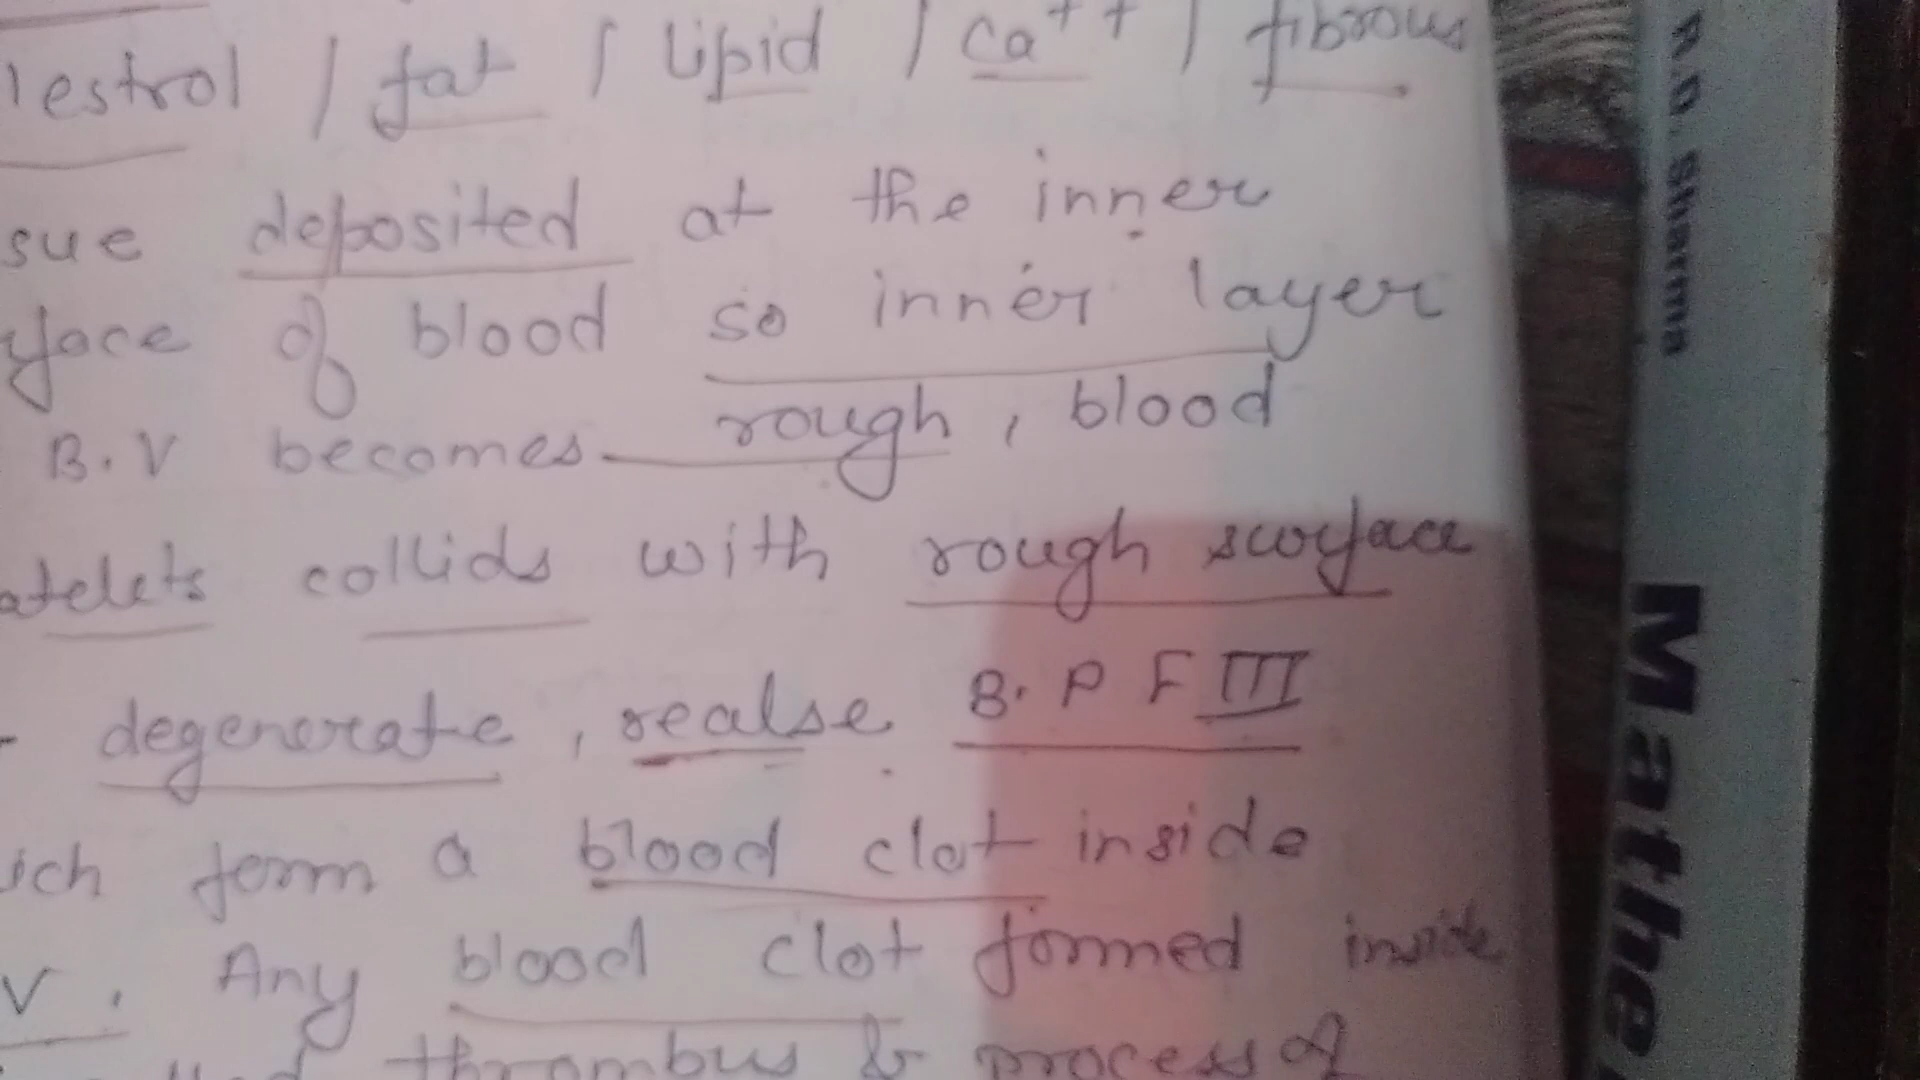 lestrol / fat / lipid / Ca++ / fibrous
sue deposited at the inner
face of blood so inner layer
B.V becomes rough, blood
atelets collids with rough surface
- degenerate, realse B.P F III
ich form a blood clot inside
V. Any blood clot formed inside
thrombus & process of
R.D. Sharma
Mathe